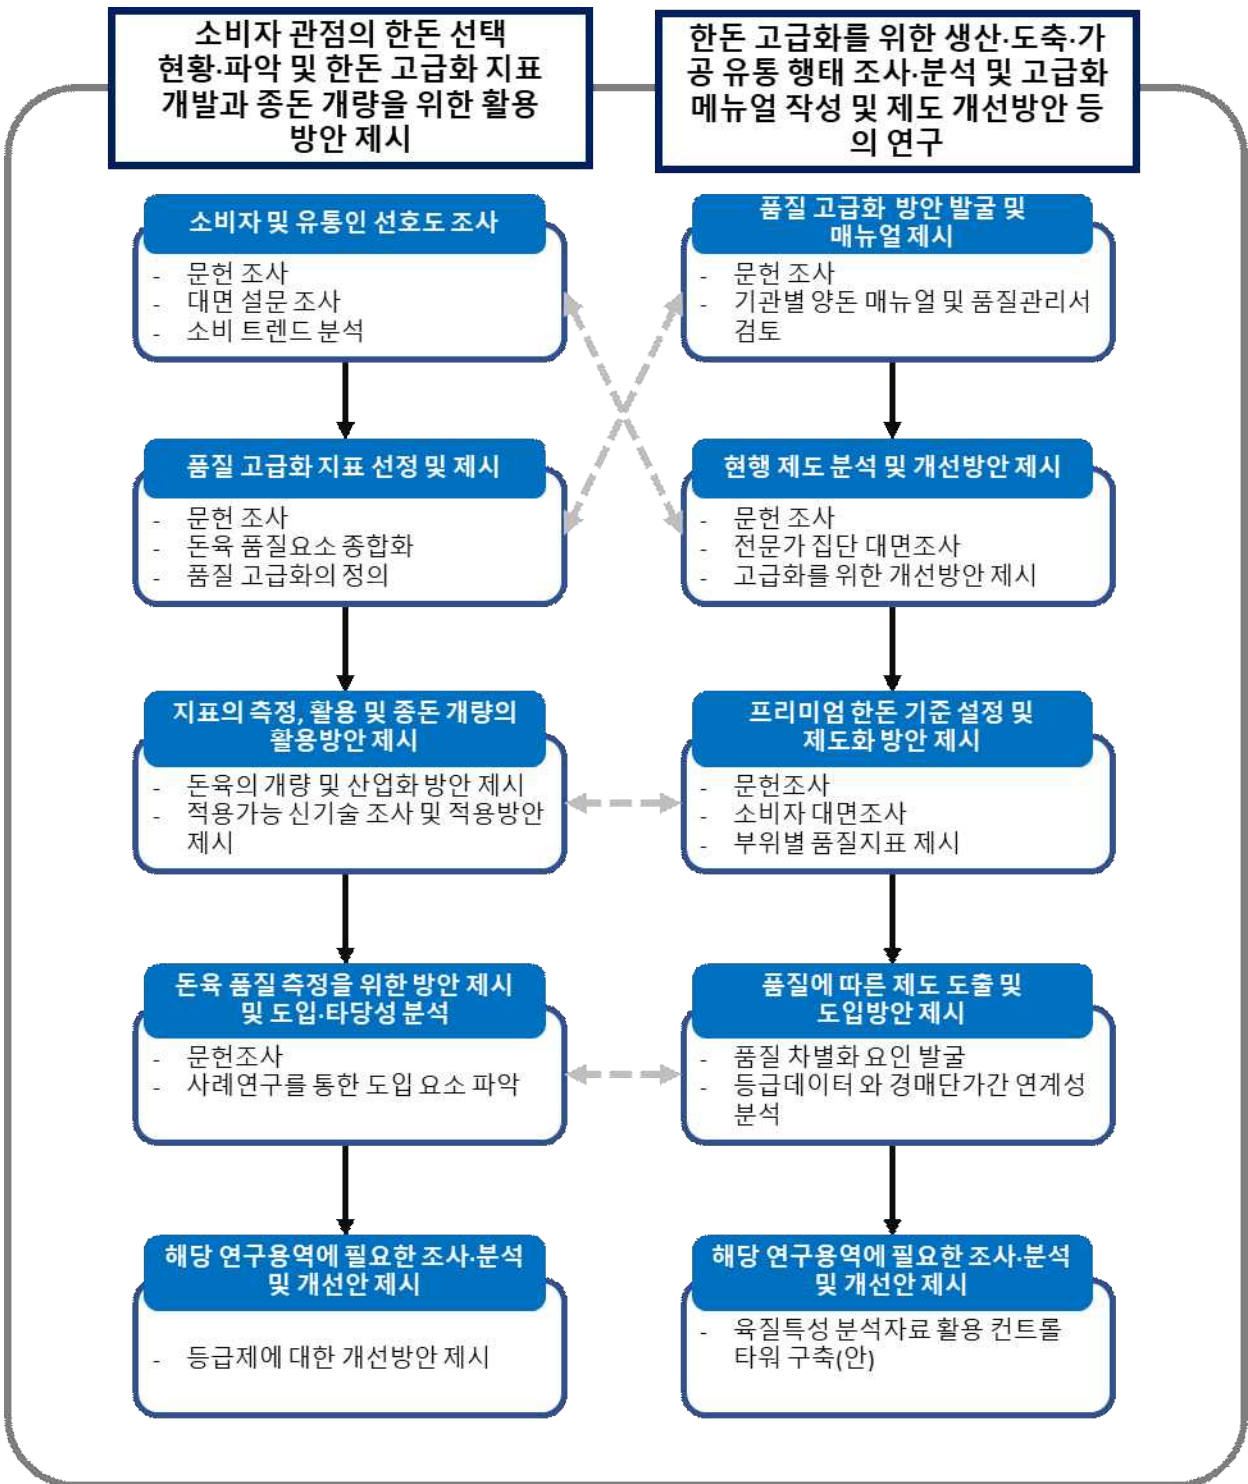 소비자 관점의 한돈 선택
현황·파악 및 한돈 고급화 지표
개발과 종돈 개량을 위한 활용
방안 제시
소비자 및 유통인 선호도 조사
- 문헌 조사
- 대면 설문 조사
- 소비 트렌드 분석
품질 고급화 지표 선정 및 제시
- 문헌 조사
- 돈육 품질요소 종합화
- 품질 고급화의 정의
지표의 측정, 활용 및 종돈 개량의
활용방안 제시
- 돈육의 개량 및 산업화 방안 제시
- 적용가능 신기술 조사 및 적용방안
제시
돈육 품질 측정을 위한 방안 제시
및 도입·타당성 분석
- 문헌조사
- 사례연구를 통한 도입 요소 파악
해당 연구용역에 필요한 조사·분석
및 개선안 제시
- 등급제에 대한 개선방안 제시
한돈 고급화를 위한 생산·도축·가
공 유통 행태 조사·분석 및 고급화
메뉴얼 작성 및 제도 개선방안 등
의 연구
품질 고급화 방안 발굴 및
매뉴얼 제시
- 문헌 조사
- 기관별 양돈 매뉴얼 및 품질관리서
검토
현행 제도 분석 및 개선방안 제시
- 문헌 조사
- 전문가 집단 대면조사
- 고급화를 위한 개선방안 제시
프리미엄 한돈 기준 설정 및
제도화 방안 제시
- 문헌조사
- 소비자 대면조사
- 부위별 품질지표 제시
품질에 따른 제도 도출 및
도입방안 제시
- 품질 차별화 요인 발굴
- 등급데이터 와 경매단가간 연계성
분석
해당 연구용역에 필요한 조사·분석
및 개선안 제시
- 육질특성 분석자료 활용 컨트롤
타워 구축(안)